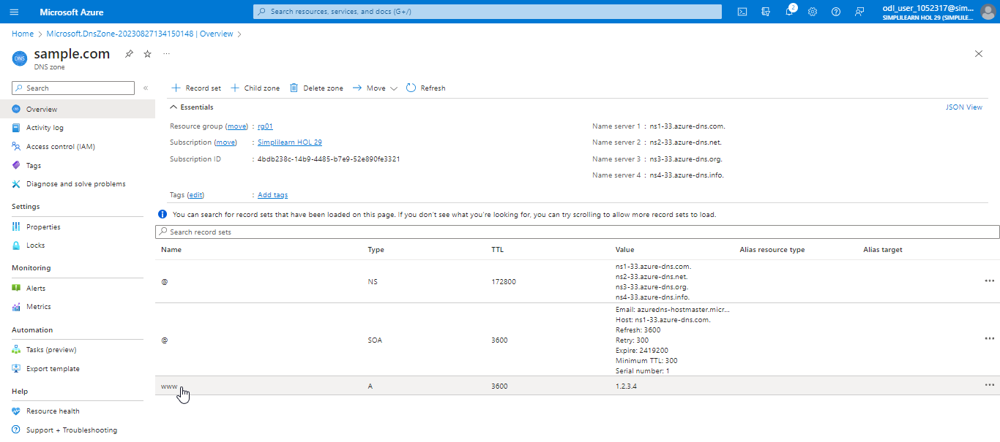 Microsoft Azure
Search resources, services, and docs (G+/)
2
odl_user_1052317@sim...
SIMPLILEARN HOL 29 (SIMPLILE...
Home > Microsoft.DnsZone-20230827134150148 | Overview >
DNS
sample.com
DNS zone
Search
«
Record set
Child zone
Delete zone
Move
Refresh
Overview
Activity log
Access control (IAM)
Tags
Diagnose and solve problems
Settings
Properties
Locks
Monitoring
Alerts
Metrics
Automation
Tasks (preview)
Export template
Help
Resource health
Support + Troubleshooting
Essentials
JSON View
Resource group (move) : rg01
Subscription (move) : Simplilearn HOL 29
Subscription ID : 4bdb238c-14b9-4485-b7e9-52e890fe3321
Name server 1 : ns1-33.azure-dns.com.
Name server 2 : ns2-33.azure-dns.net.
Name server 3 : ns3-33.azure-dns.org.
Name server 4 : ns4-33.azure-dns.info.
Tags (edit) : Add tags
You can search for record sets that have been loaded on this page. If you don't see what you're looking for, you can try scrolling to allow more record sets to load.
Search record sets
Name Type TTL Value Alias resource type Alias target
@ NS 172800
ns1-33.azure-dns.com.
ns2-33.azure-dns.net.
ns3-33.azure-dns.org.
ns4-33.azure-dns.info.
@ SOA 3600
Email: azuredns-hostmaster.micr...
Host: ns1-33.azure-dns.com.
Refresh: 3600
Retry: 300
Expire: 2419200
Minimum TTL: 300
Serial number: 1
www A 3600 1.2.3.4